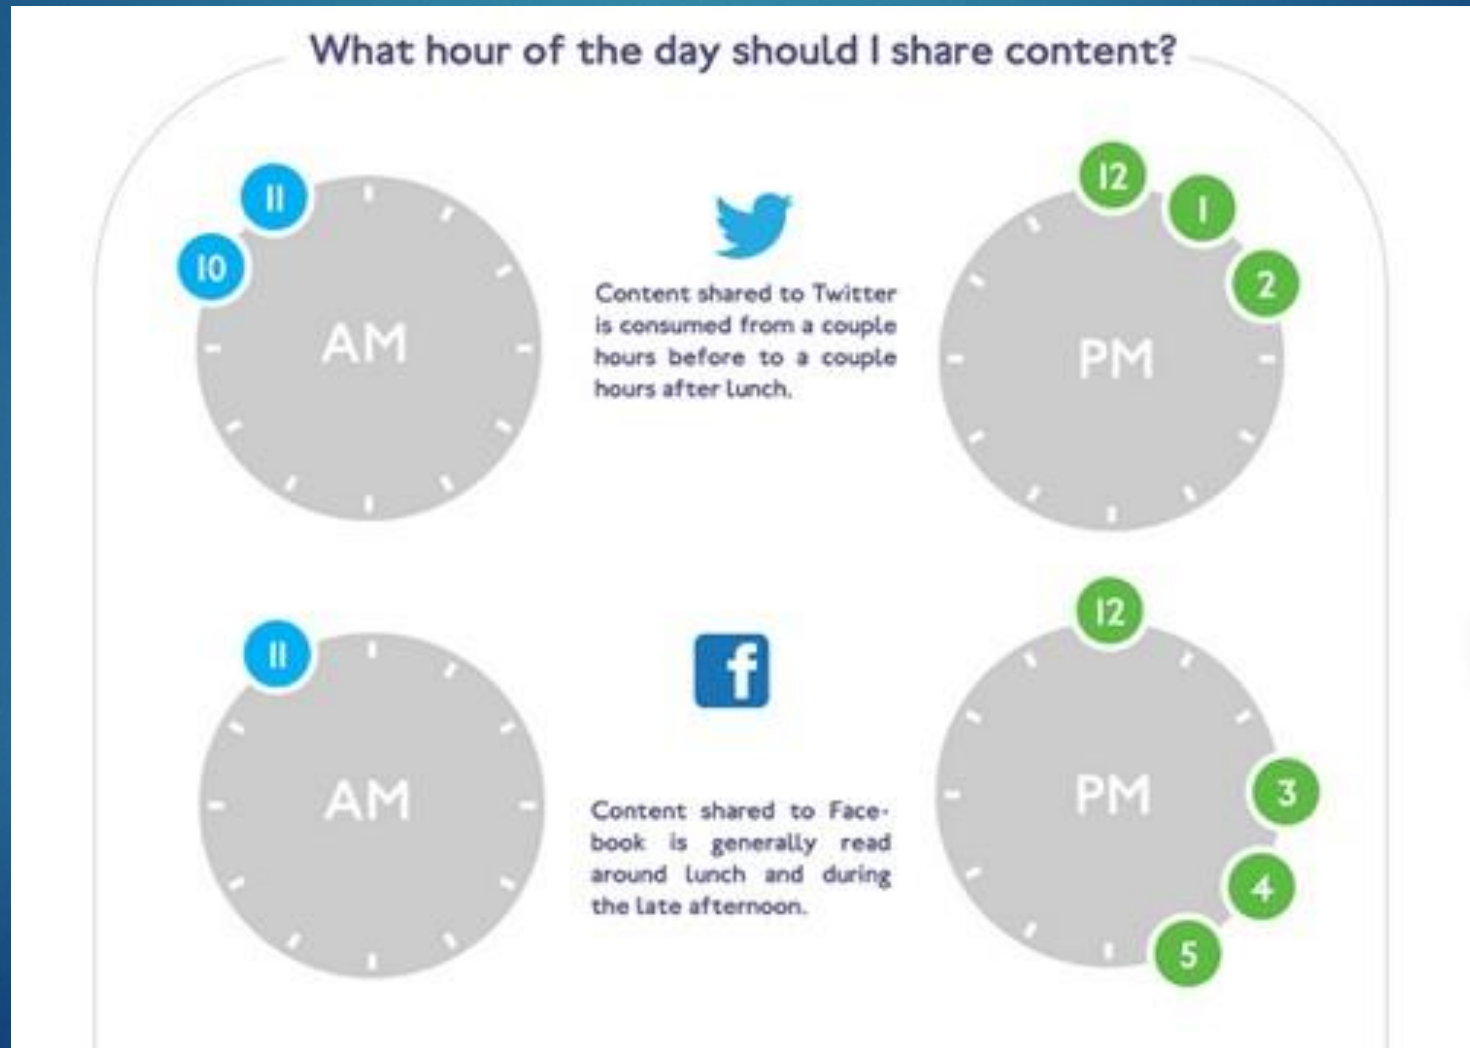 What hour of the day should I share content?
11
10
AM
Content shared to Twitter
is consumed from a couple
hours before to a couple
hours after lunch.
12
1
2
PM
11
AM
f
Content shared to Face-
book is generally read
around lunch and during
the late afternoon.
12
PM
3
4
5